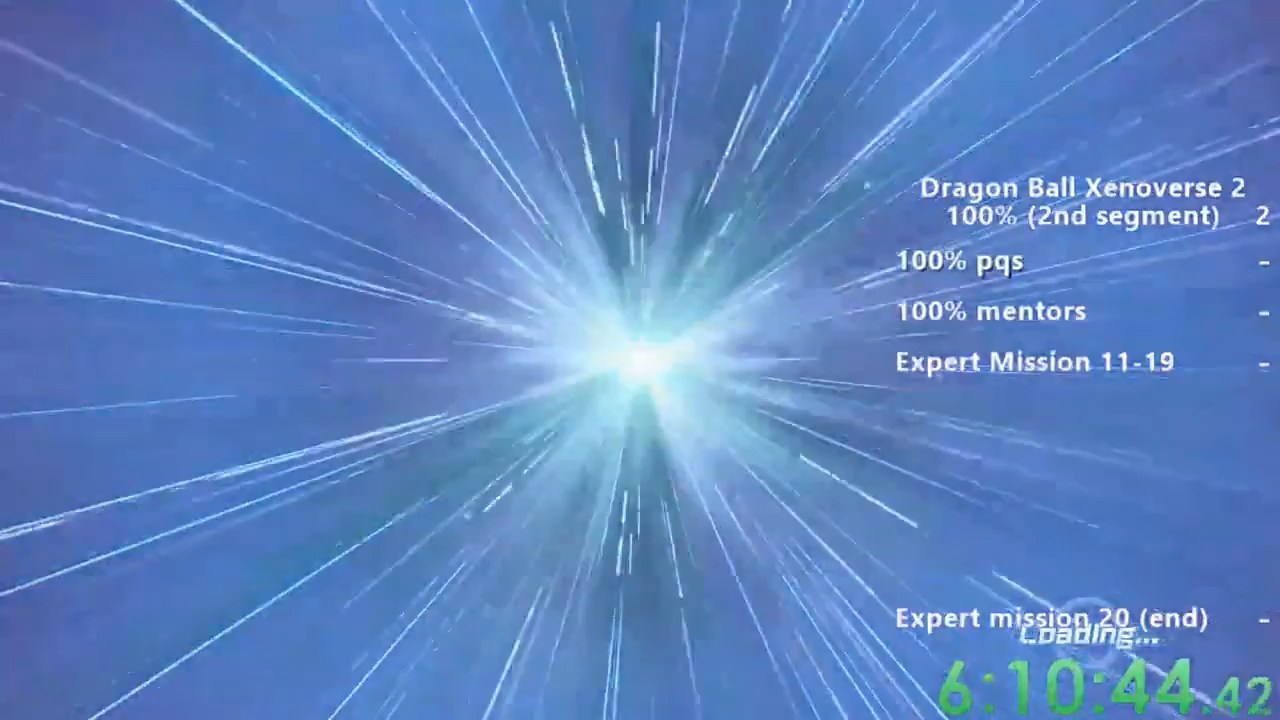 Dragon Ball Xenoverse 2
100% (2nd segment) 2
100% pqs -
100% mentors -
Expert Mission 11-19 -
Expert mission 20 (end) -
Loading...
6:10:44.42